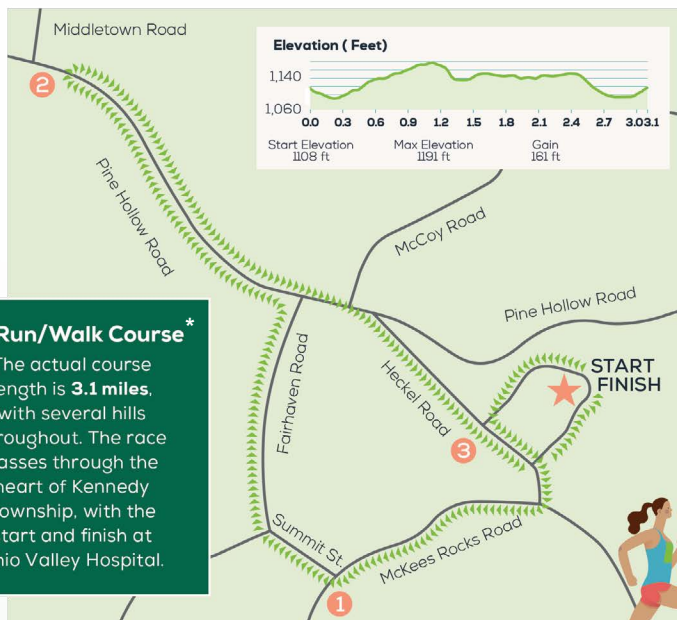 Middletown Road
Elevation ( Feet)
1,140
1,060
0.0 0.3 0.6 0.9 1.2 1.5 1.8 2.1 2.4 2.7 3.03.1
Start Elevation
1108 ft
Max Elevation
1191 ft
Gain
161 ft
2
Pine Hollow Road
McCoy Road
Pine Hollow Road
START
FINISH
Heckel Road
3
Fairhaven Road
Run/Walk Course*
The actual course
length is 3.1 miles,
with several hills
roughout. The race
asses through the
heart of Kennedy
ownship, with the
start and finish at
hio Valley Hospital.
Summit St.
McKees Rocks Road
1